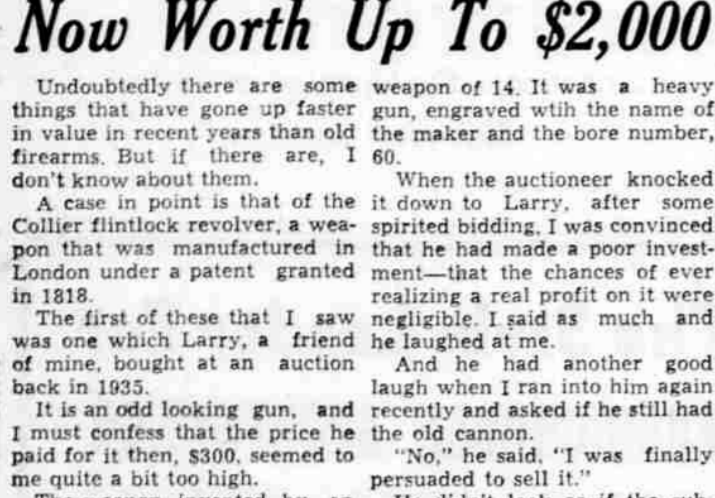 Now Worth Up To $2,000
Undoubtedly there are some
things that have gone up faster
in value in recent years than old
firearms. But if there are, I
don't know about them.
A case in point is that of the
Collier flintlock revolver, a wea-
pon that was manufactured in
London under a patent granted
in 1818.
The first of these that I saw
was one which Larry, a friend
of mine, bought at an auction
back in 1935.
It is an odd looking gun, and
I must confess that the price he
paid for it then, $300, seemed to
me quite a bit too high.
weapon of 14. It was a heavy
gun, engraved wtih the name of
the maker and the bore number,
60.
When the auctioneer knocked
it down to Larry, after some
spirited bidding, I was convinced
that he had made a poor invest-
ment—that the chances of ever
realizing a real profit on it were
negligible. I said as much and
he laughed at me.
And he had another good
laugh when I ran into him again
recently and asked if he still had
the old cannon.
"No," he said, "I was finally
persuaded to sell it."